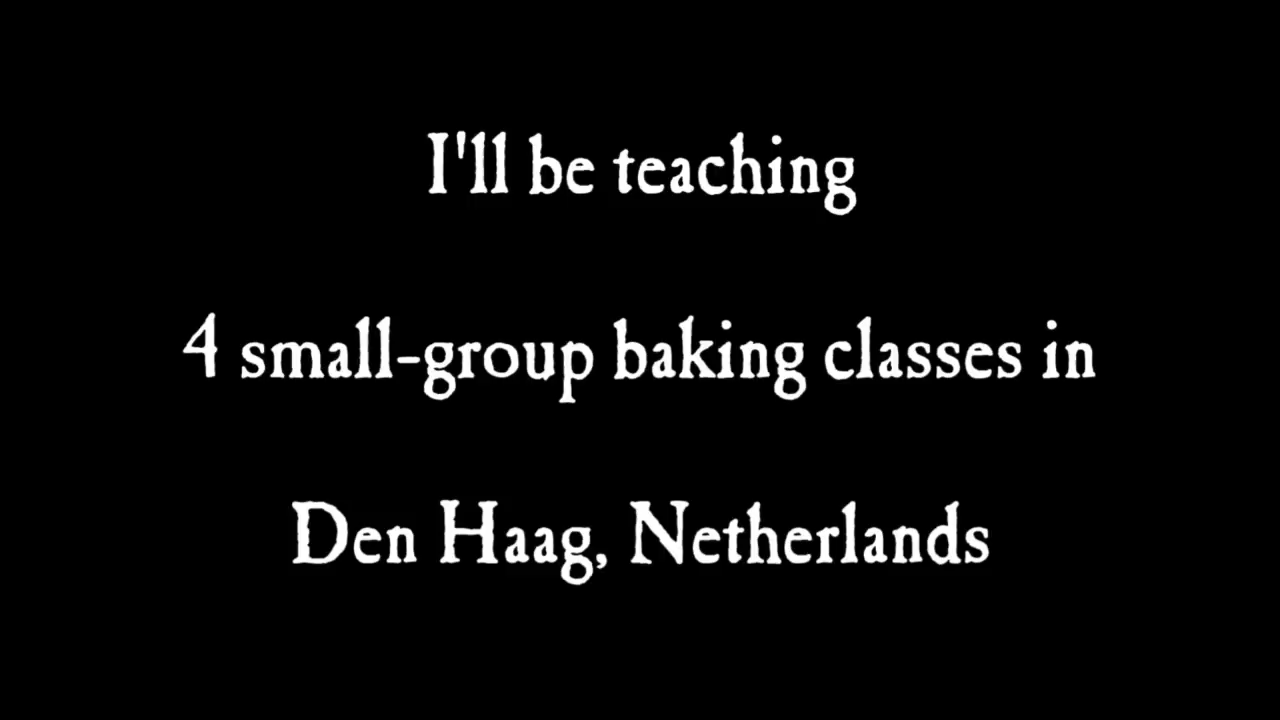 I'll be teaching
4 small-group baking classes in
Den Haag, Netherlands